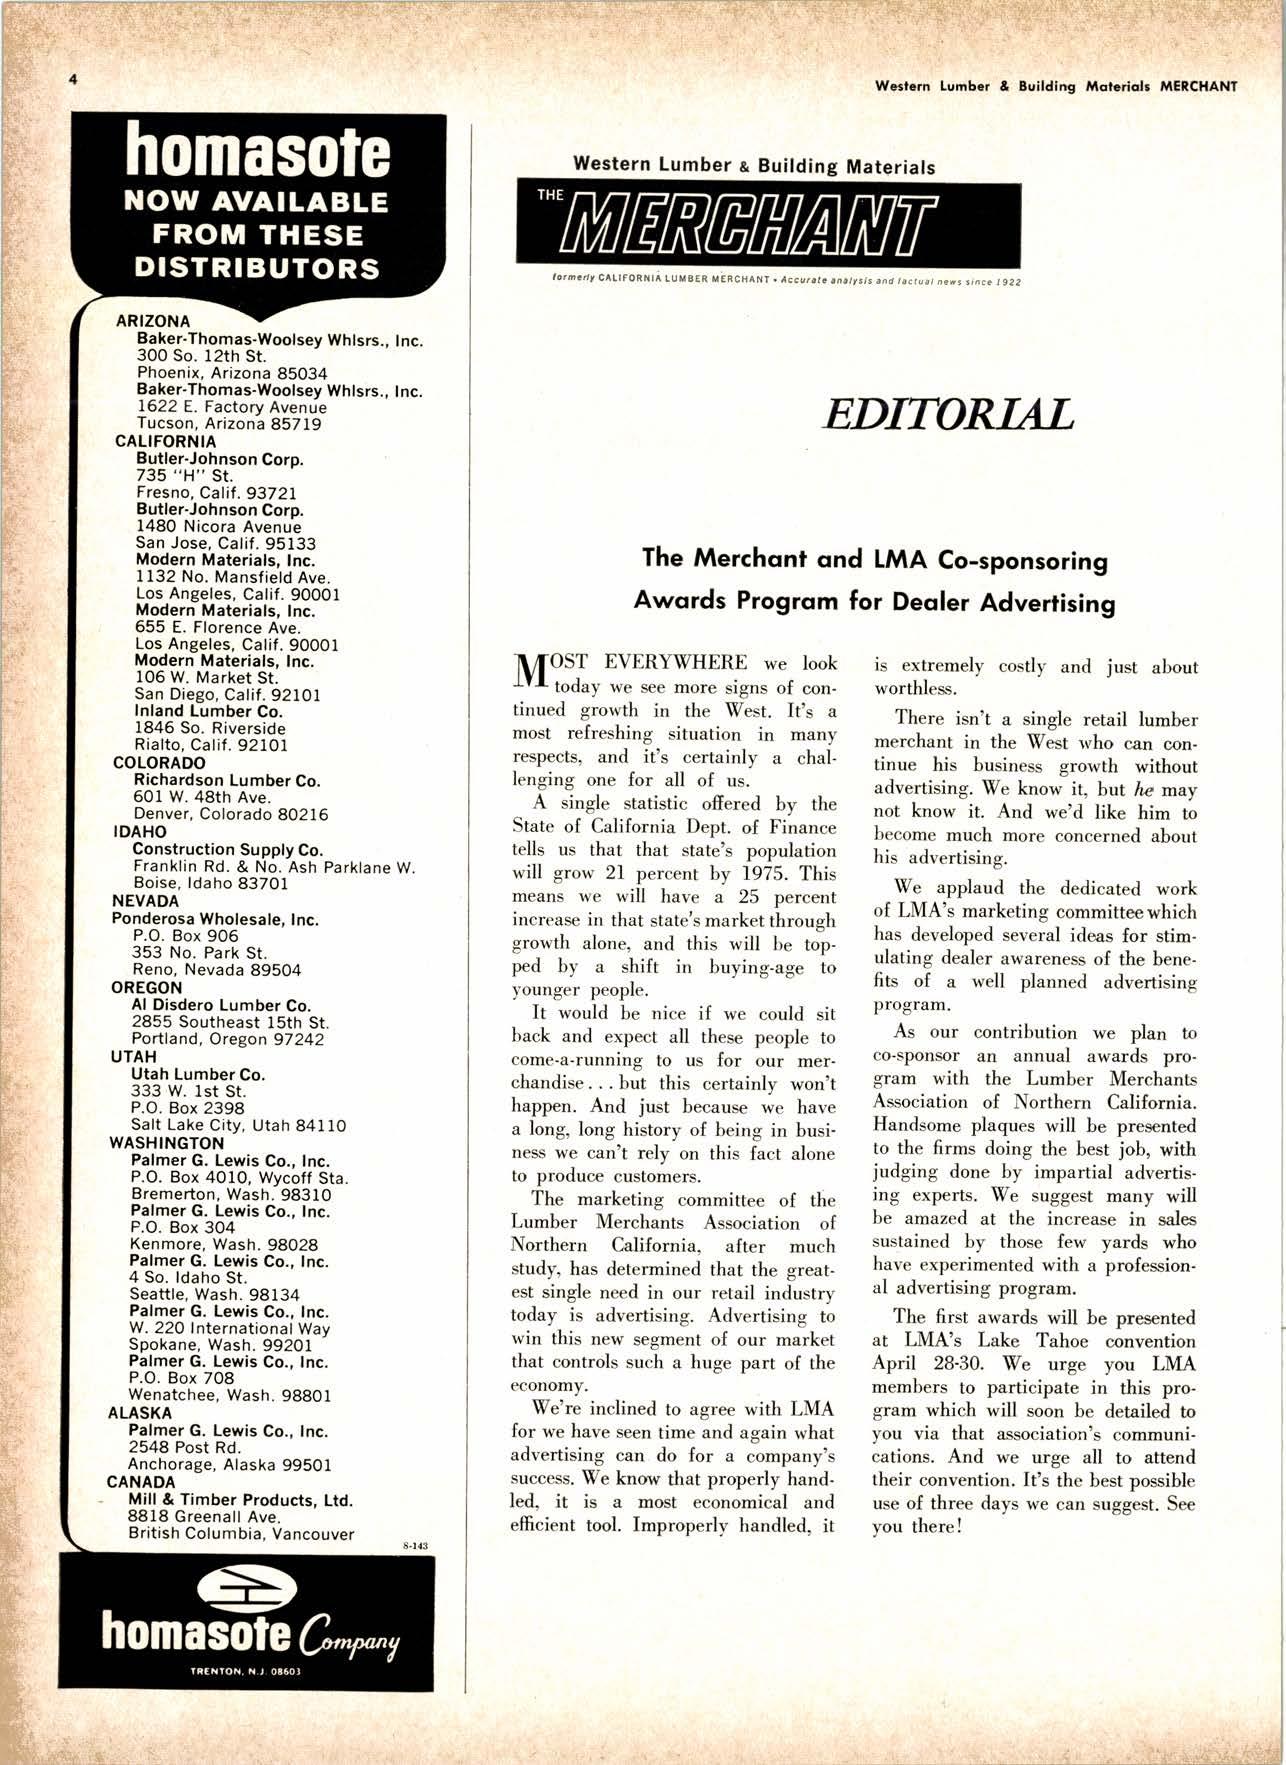 4
Western Lumber & Building Materials MERCHANT
homasote
NOW AVAILABLE
FROM THESE
DISTRIBUTORS
ARIZONA
Baker-Thomas-Woolsey Whlsrs., Inc.
300 So. 12th St.
Phoenix, Arizona 85034
Baker-Thomas-Woolsey Whlsrs., Inc.
1622 E. Factory Avenue
Tucson, Arizona 85719
CALIFORNIA
Butler-Johnson Corp.
735 "H" St.
Fresno, Calif. 93721
Butler-Johnson Corp.
1480 Nicora Avenue
San Jose, Calif. 95133
Modern Materials, Inc.
1132 No. Mansfield Ave.
Los Angeles, Calif. 90001
Modern Materials, Inc.
655 E. Florence Ave.
Los Angeles, Calif. 90001
Modern Materials, Inc.
106 W. Market St.
San Diego, Calif. 92101
Inland Lumber Co.
1846 So. Riverside
Rialto, Calif. 92101
COLORADO
Richardson Lumber Co.
601 W. 48th Ave.
Denver, Colorado 80216
IDAHO
Construction Supply Co.
Franklin Rd. & No. Ash Parklane W.
Boise, Idaho 83701
NEVADA
Ponderosa Wholesale, Inc.
P.O. Box 906
353 No. Park St.
Reno, Nevada 89504
OREGON
Al Disdero Lumber Co.
2855 Southeast 15th St.
Portland, Oregon 97242
UTAH
Utah Lumber Co.
333 W. 1st St.
P.O. Box 2398
Salt Lake City, Utah 84110
WASHINGTON
Palmer G. Lewis Co., Inc.
P.O. Box 4010, Wycoff Sta.
Bremerton, Wash. 98310
Palmer G. Lewis Co., Inc.
P.O. Box 304
Kenmore, Wash. 98028
Palmer G. Lewis Co., Inc.
4 So. Idaho St.
Seattle, Wash. 98134
Palmer G. Lewis Co., Inc.
W. 220 International Way
Spokane, Wash. 99201
Palmer G. Lewis Co., Inc.
P.O. Box 708
Wenatchee, Wash. 98801
ALASKA
Palmer G. Lewis Co., Inc.
2548 Post Rd.
Anchorage, Alaska 99501
CANADA
Mill & Timber Products, Ltd.
8818 Greenall Ave.
British Columbia, Vancouver
8-143
homasote Company
TRENTON, N.J. 08603
Western Lumber & Building Materials
THE MERCHANT
formerly CALIFORNIA LUMBER MERCHANT • Accurate analysis and factual news since 1922
EDITORIAL
The Merchant and LMA Co-sponsoring
Awards Program for Dealer Advertising
MOST EVERYWHERE we look
today we see more signs of con-
tinued growth in the West. It's a
most refreshing situation in many
respects, and it's certainly a chal-
lenging one for all of us.
A single statistic offered by the
State of California Dept. of Finance
tells us that that state's population
will grow 21 percent by 1975. This
means we will have a 25 percent
increase in that state's market through
growth alone, and this will be top-
ped by a shift in buying-age to
younger people.
It would be nice if we could sit
back and expect all these people to
come-a-running to us for our mer-
chandise . . . but this certainly won't
happen. And just because we have
a long, long history of being in busi-
ness we can't rely on this fact alone
to produce customers.
The marketing committee of the
Lumber Merchants Association of
Northern California, after much
study, has determined that the great-
est single need in our retail industry
today is advertising. Advertising to
win this new segment of our market
that controls such a huge part of the
economy.
We're inclined to agree with LMA
for we have seen time and again what
advertising can do for a company's
success. We know that properly hand-
led, it is a most economical and
efficient tool. Improperly handled, it
is extremely costly and just about
worthless.
There isn't a single retail lumber
merchant in the West who can con-
tinue his business growth without
advertising. We know it, but he may
not know it. And we'd like him to
become much more concerned about
his advertising.
We applaud the dedicated work
of LMA's marketing committee which
has developed several ideas for stim-
ulating dealer awareness of the bene-
fits of a well planned advertising
program.
As our contribution we plan to
co-sponsor an annual awards pro-
gram with the Lumber Merchants
Association of Northern California.
Handsome plaques will be presented
to the firms doing the best job, with
judging done by impartial advertis-
ing experts. We suggest many will
be amazed at the increase in sales
sustained by those few yards who
have experimented with a profession-
al advertising program.
The first awards will be presented
at LMA's Lake Tahoe convention
April 28-30. We urge you LMA
members to participate in this pro-
gram which will soon be detailed to
you via that association's communi-
cations. And we urge all to attend
their convention. It's the best possible
use of three days we can suggest. See
you there!